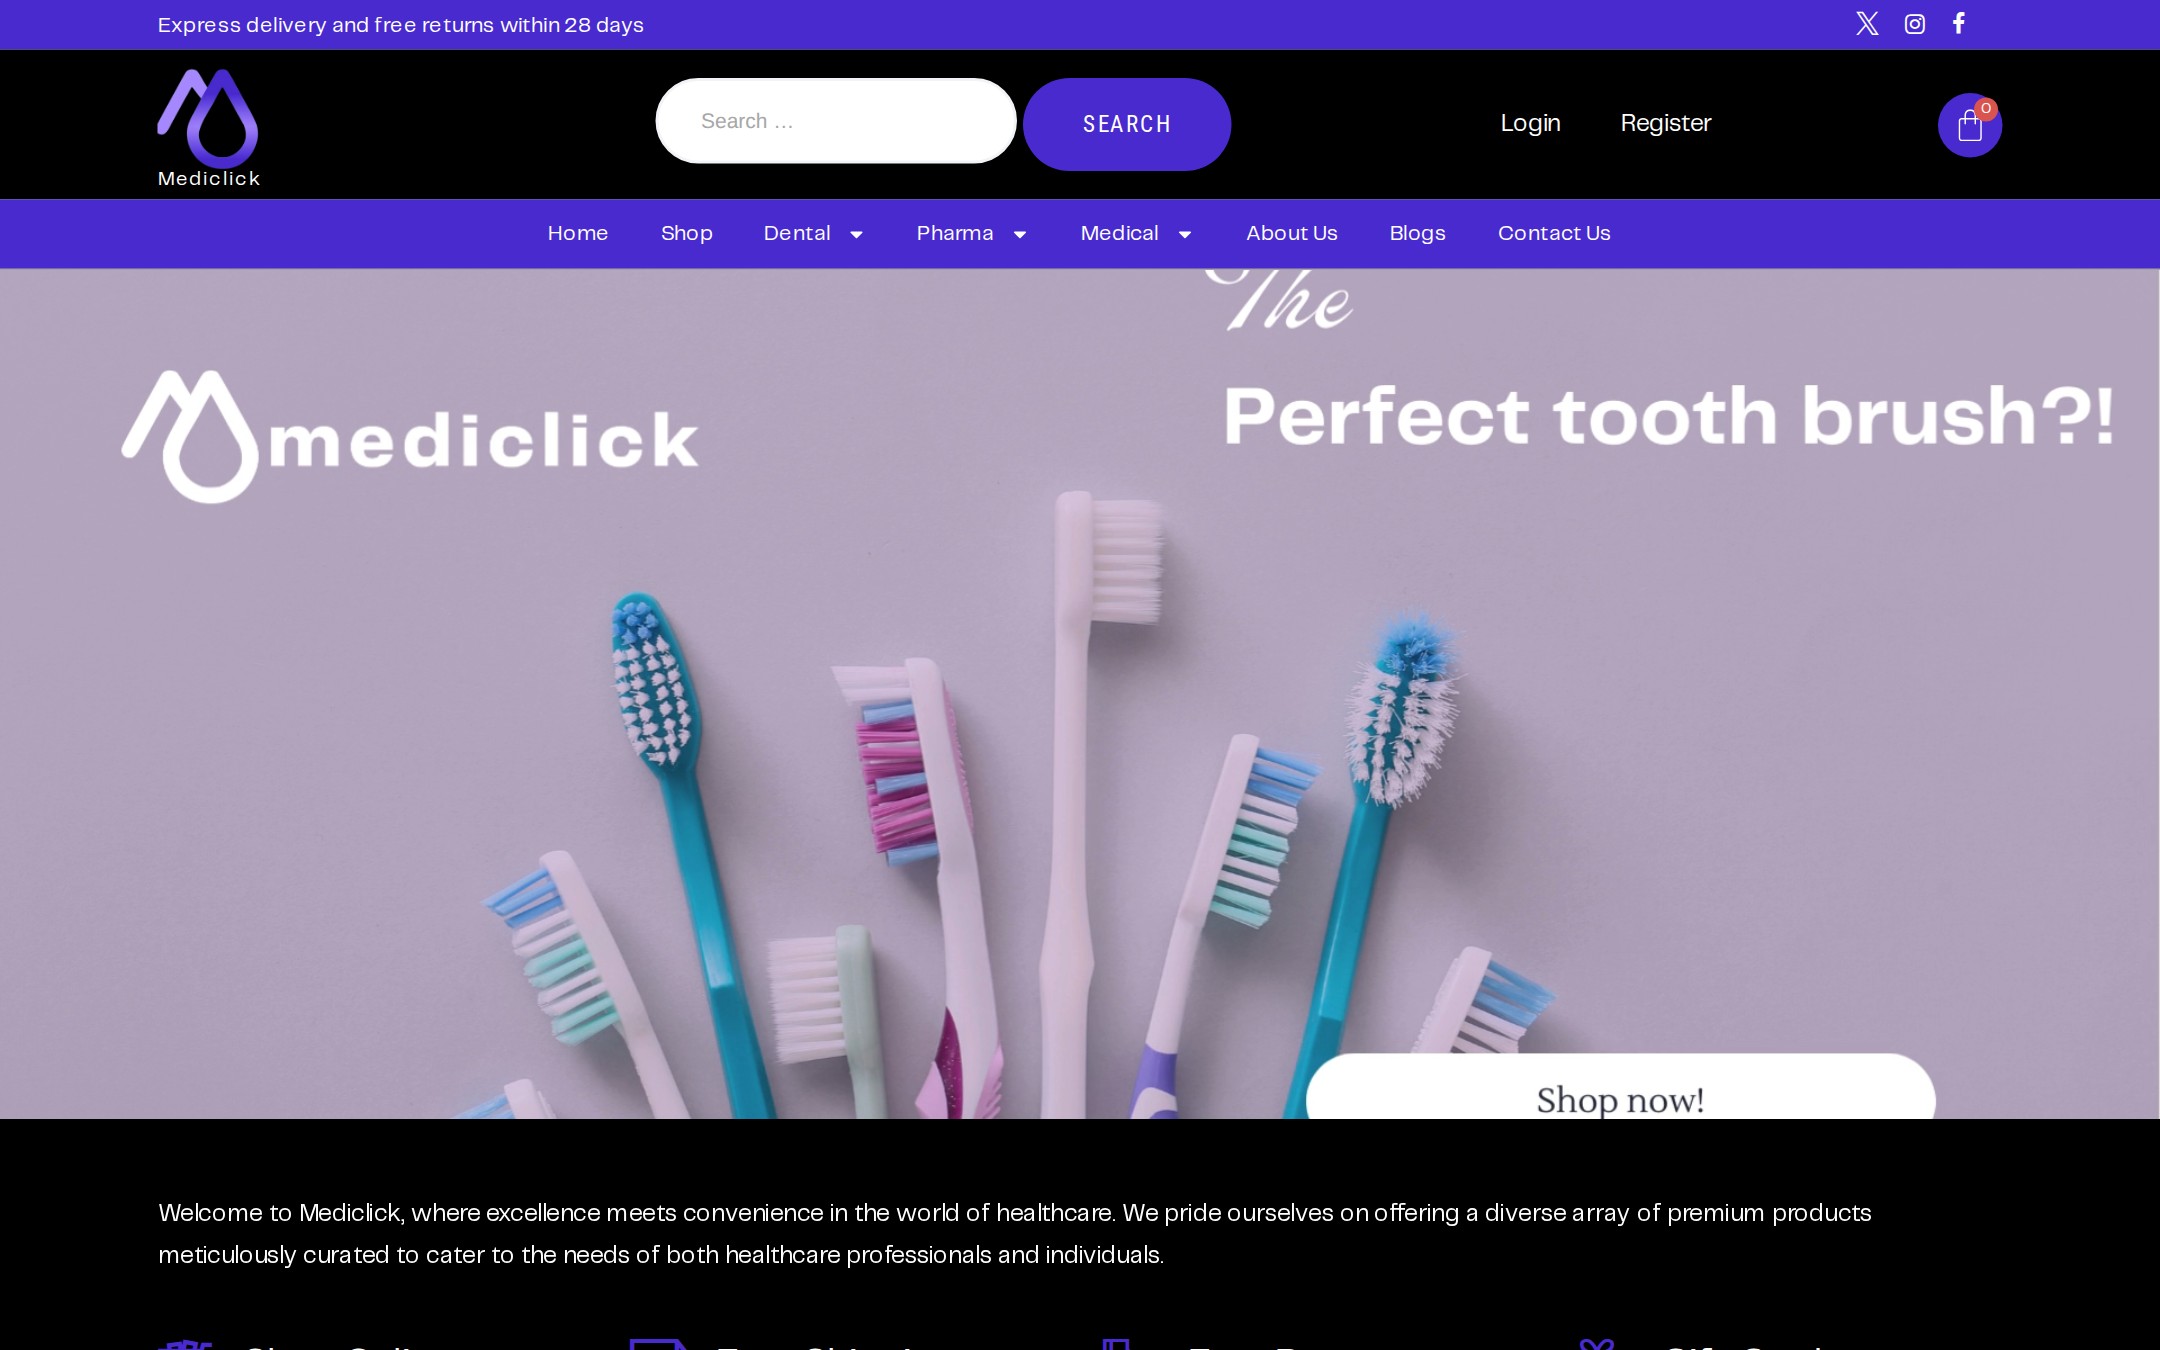 Express delivery and free returns within 28 days
Mediclick
Search ...
SEARCH
Login
Register
0
Home
Shop
Dental
Pharma
Medical
About Us
Blogs
Contact Us
The
mediclick
Perfect tooth brush?!
Shop now!
Welcome to Mediclick, where excellence meets convenience in the world of healthcare. We pride ourselves on offering a diverse array of premium products
meticulously curated to cater to the needs of both healthcare professionals and individuals.